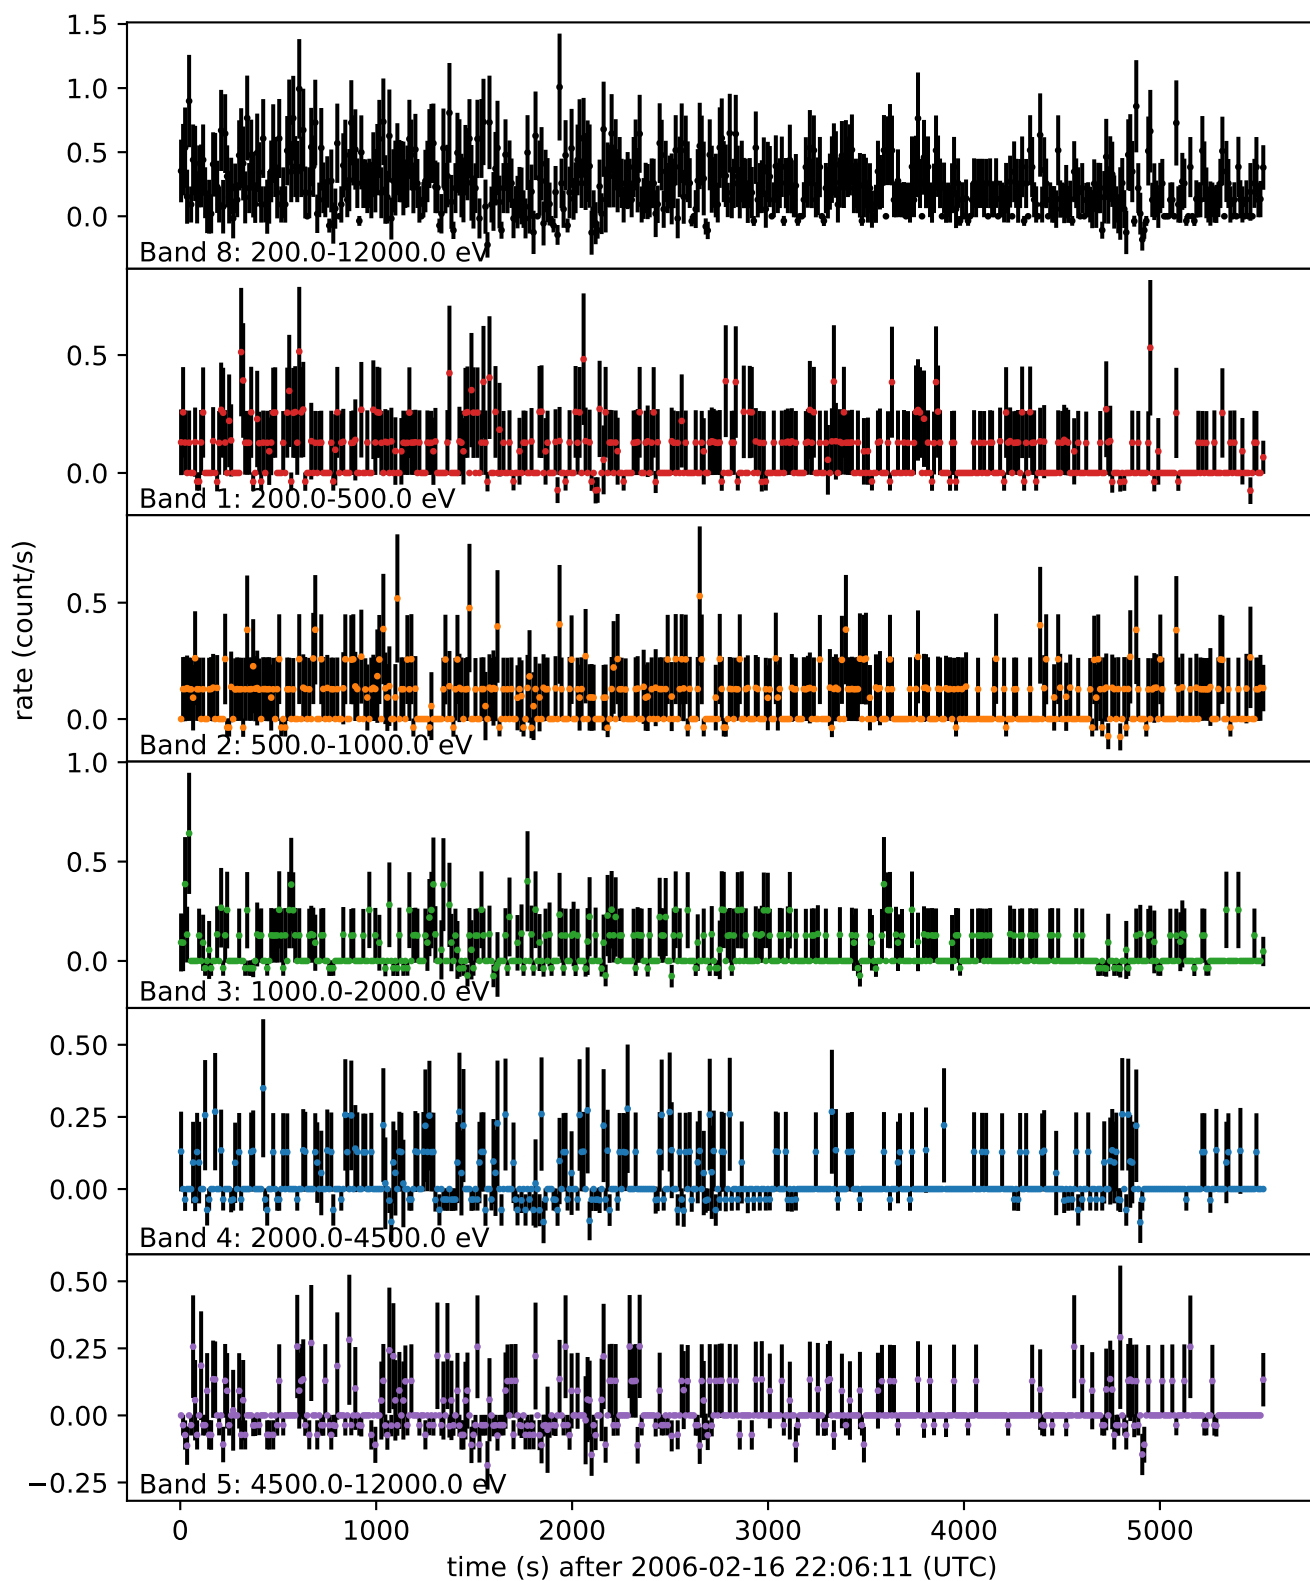 1.5
1.0
0.5
0.0
Band 8: 200.0-12000.0 eV
0.5
0.0
Band 1: 200.0-500.0 eV
rate (count/s)
0.5
0.0
Band 2: 500.0-1000.0 eV
1.0
0.5
0.0
Band 3: 1000.0-2000.0 eV
0.50
0.25
0.00
Band 4: 2000.0-4500.0 eV
0.50
0.25
0.00
−0.25
Band 5: 4500.0-12000.0 eV
0 1000 2000 3000 4000 5000
time (s) after 2006-02-16 22:06:11 (UTC)